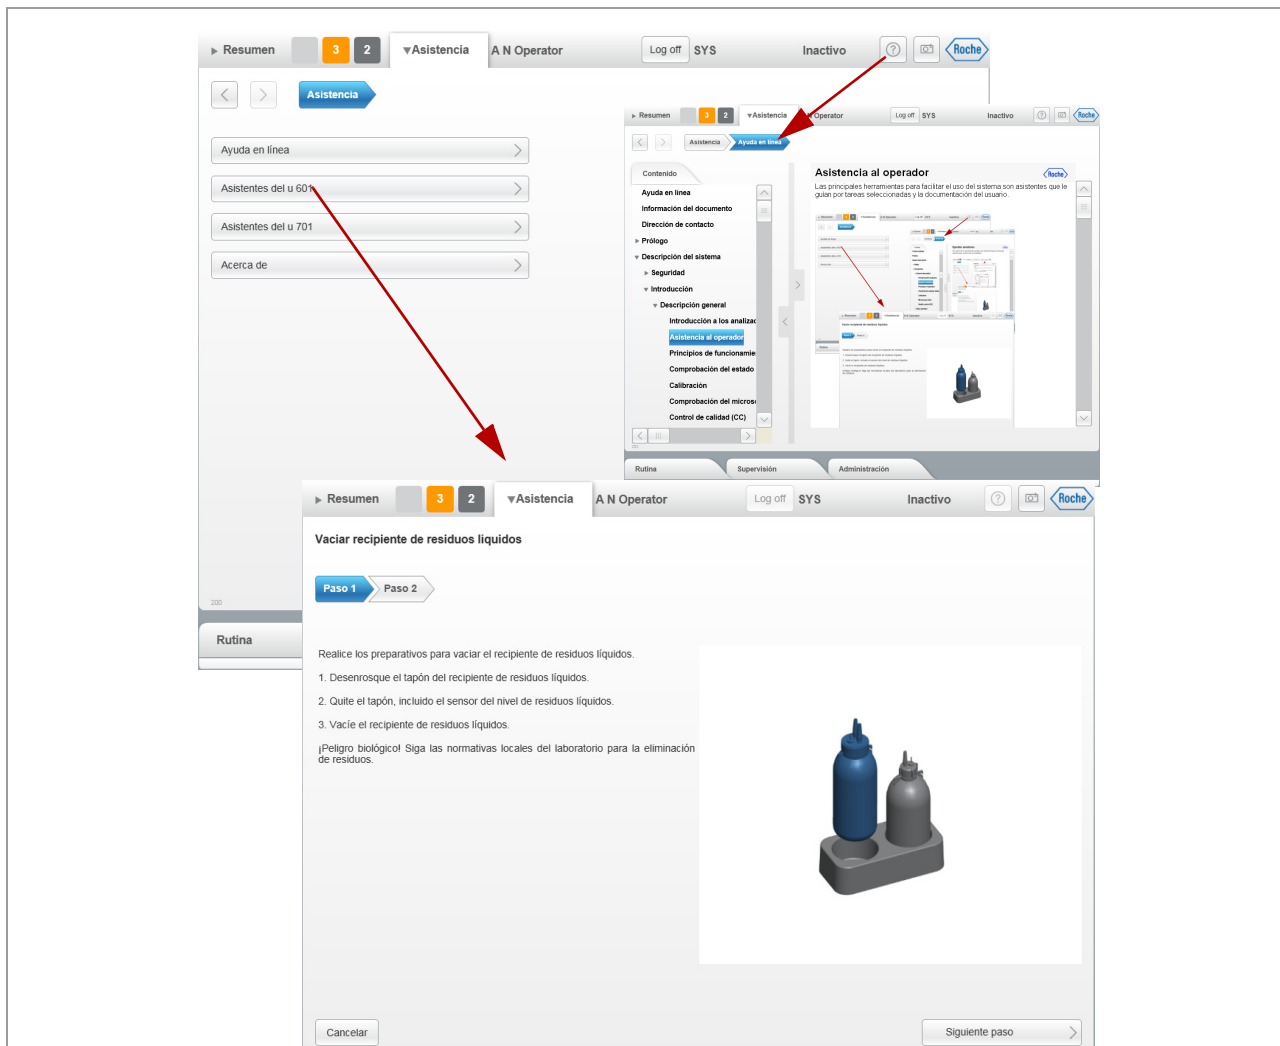 Resumen 3 2 Asistencia A N Operator Log off SYS Inactivo ? Roche
Asistencia
Ayuda en línea
Asistentes del u 601
Asistentes del u 701
Acerca de
200
Rutina
Resumen 3 2 Asistencia N Operator Log off SYS Inactivo ? Roche
Asistencia Ayuda en línea
Contenido
Ayuda en línea
Información del documento
Dirección de contacto
Prólogo
Descripción del sistema
Seguridad
Introducción
Descripción general
Introducción a los analizac
Asistencia al operador
Principios de funcionamie
Comprobación del estado
Calibración
Comprobación del micros
Control de calidad (CC)
Asistencia al operador Roche
Las principales herramientas para facilitar el uso del sistema son asistentes que le
guían por tareas seleccionadas y la documentación del usuario.
Rutina Supervisión Administración
Resumen 3 2 Asistencia A N Operator Log off SYS Inactivo ? Roche
Vaciar recipiente de residuos líquidos
Paso 1 Paso 2
Realice los preparativos para vaciar el recipiente de residuos líquidos.
1. Desenrosque el tapón del recipiente de residuos líquidos.
2. Quite el tapón, incluido el sensor del nivel de residuos líquidos.
3. Vacíe el recipiente de residuos líquidos.
¡Peligro biológico! Siga las normativas locales del laboratorio para la eliminación
de residuos.
Cancelar Siguiente paso